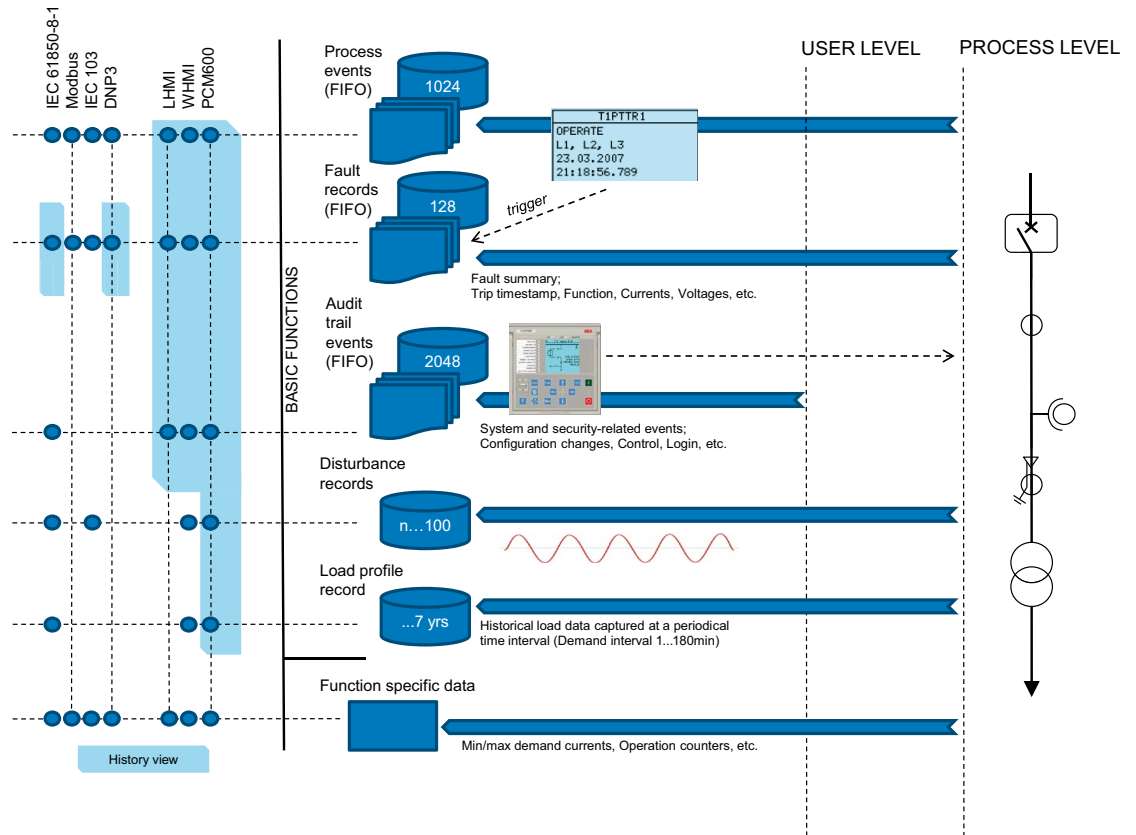 IEC 61850-8-1
Modbus
IEC 103
DNP3
LHMI
WHMI
PCM600
BASIC FUNCTIONS
USER LEVEL
PROCESS LEVEL
Process
events
(FIFO)
1024
T1PTTR1
OPERATE
L1, L2, L3
23.03.2007
21:18:56.789
Fault
records
(FIFO)
128
trigger
Fault summary;
Trip timestamp, Function, Currents, Voltages, etc.
Audit
trail
events
(FIFO)
2048
ABB
System and security-related events;
Configuration changes, Control, Login, etc.
Disturbance
records
n...100
Load profile
record
...7 yrs
Historical load data captured at a periodical
time interval (Demand interval 1...180min)
Function specific data
Min/max demand currents, Operation counters, etc.
History view